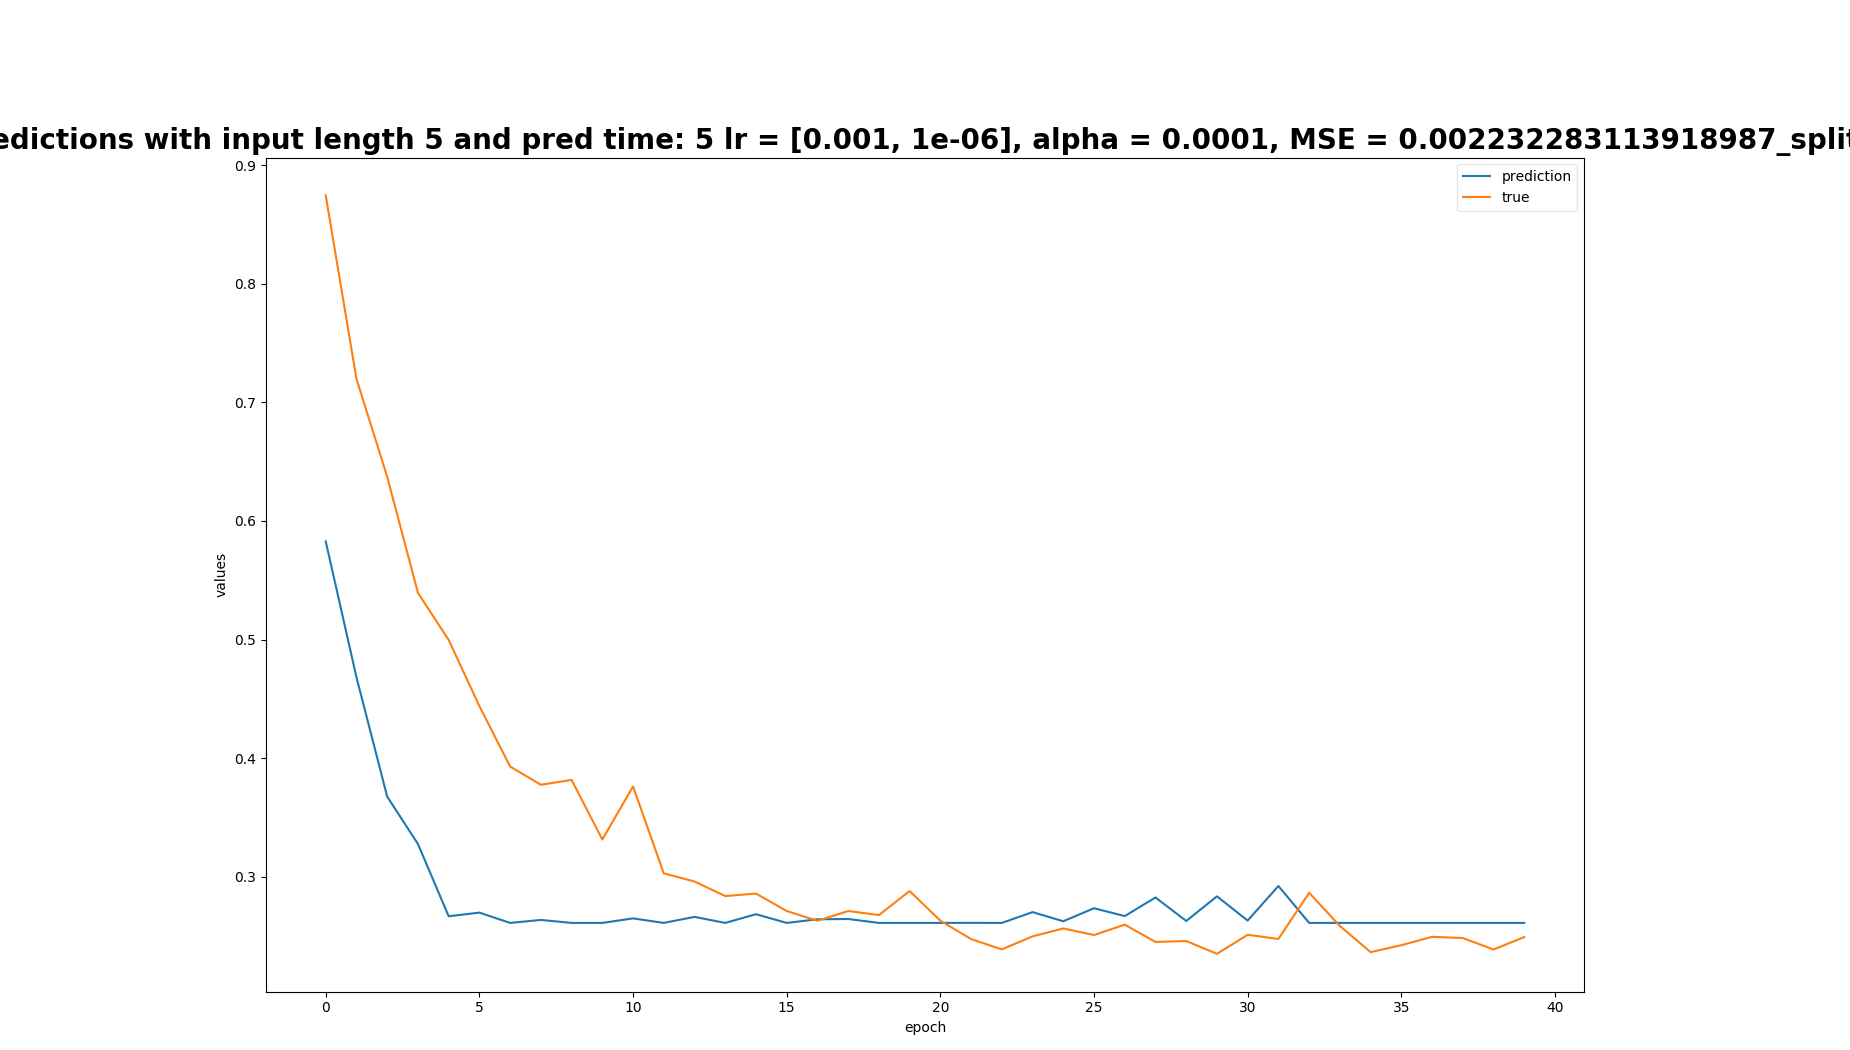 edictions with input length 5 and pred time: 5 lr = [0.001, 1e-06], alpha = 0.0001, MSE = 0.002232283113918987_split
prediction
true
0.9
0.8
0.7
0.6
0.5
0.4
0.3
values
0 5 10 15 20 25 30 35 40
epoch